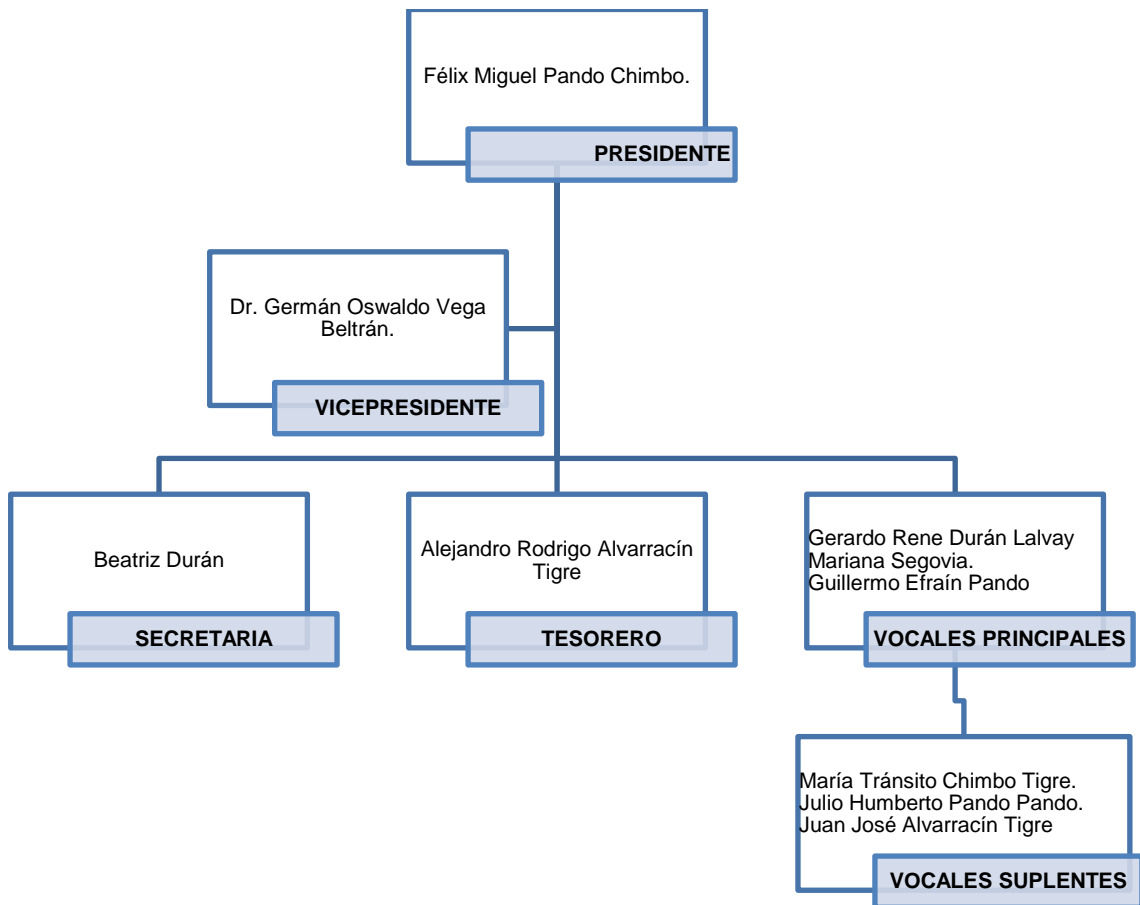 Félix Miguel Pando Chimbo.
PRESIDENTE
Dr. Germán Oswaldo Vega
Beltrán.
VICEPRESIDENTE
Beatriz Durán
SECRETARIA
Alejandro Rodrigo Alvarracín
Tigre
TESORERO
Gerardo Rene Durán Lalvay
Mariana Segovia.
Guillermo Efraín Pando
VOCALES PRINCIPALES
María Tránsito Chimbo Tigre.
Julio Humberto Pando Pando.
Juan José Alvarracín Tigre
VOCALES SUPLENTES